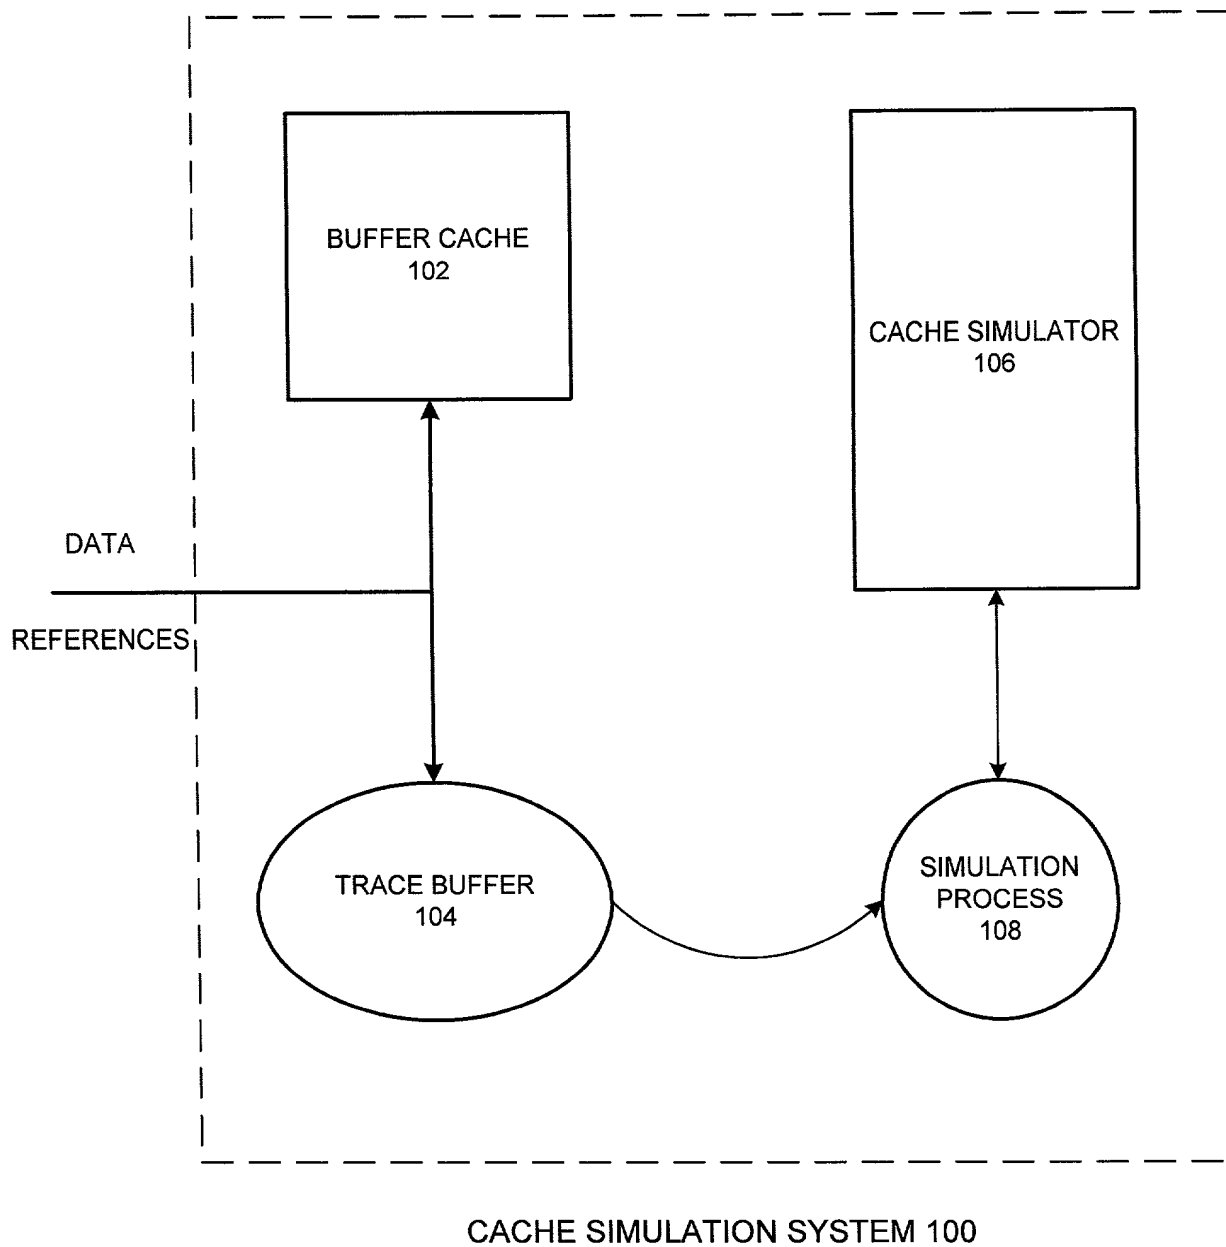 BUFFER CACHE
102
CACHE SIMULATOR
106
DATA
REFERENCES
TRACE BUFFER
104
SIMULATION
PROCESS
108
CACHE SIMULATION SYSTEM 100